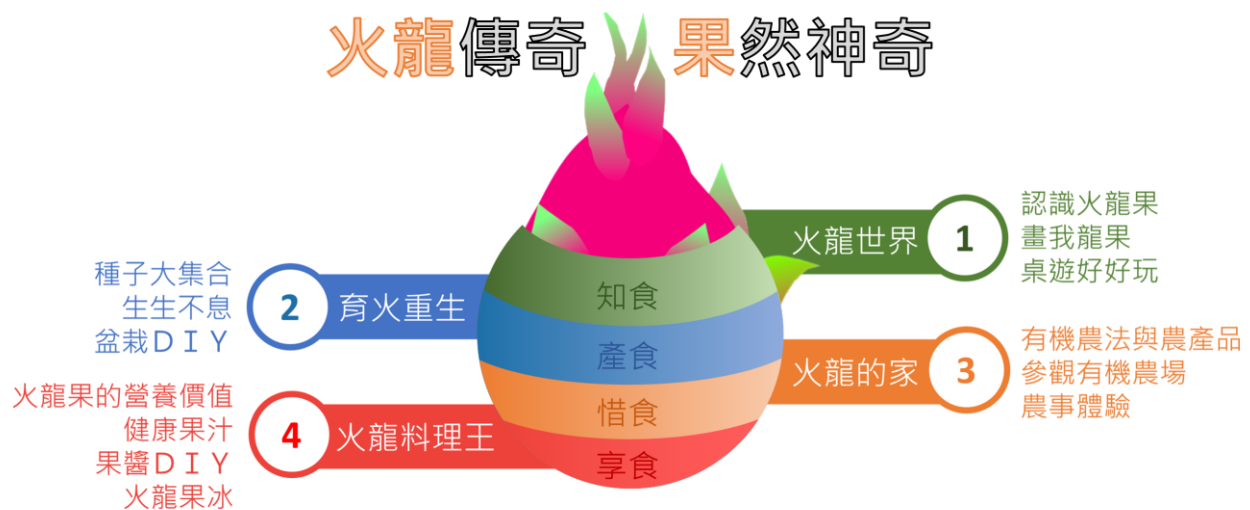 火龍傳奇 果然神奇
知食
產食
惜食
享食
火龍世界 1
認識火龍果
畫我龍果
桌遊好好玩
2 育火重生
種子大集合
生生不息
盆栽ＤＩＹ
火龍的家 3
有機農法與農產品
參觀有機農場
農事體驗
4 火龍料理王
火龍果的營養價值
健康果汁
果醬ＤＩＹ
火龍果冰